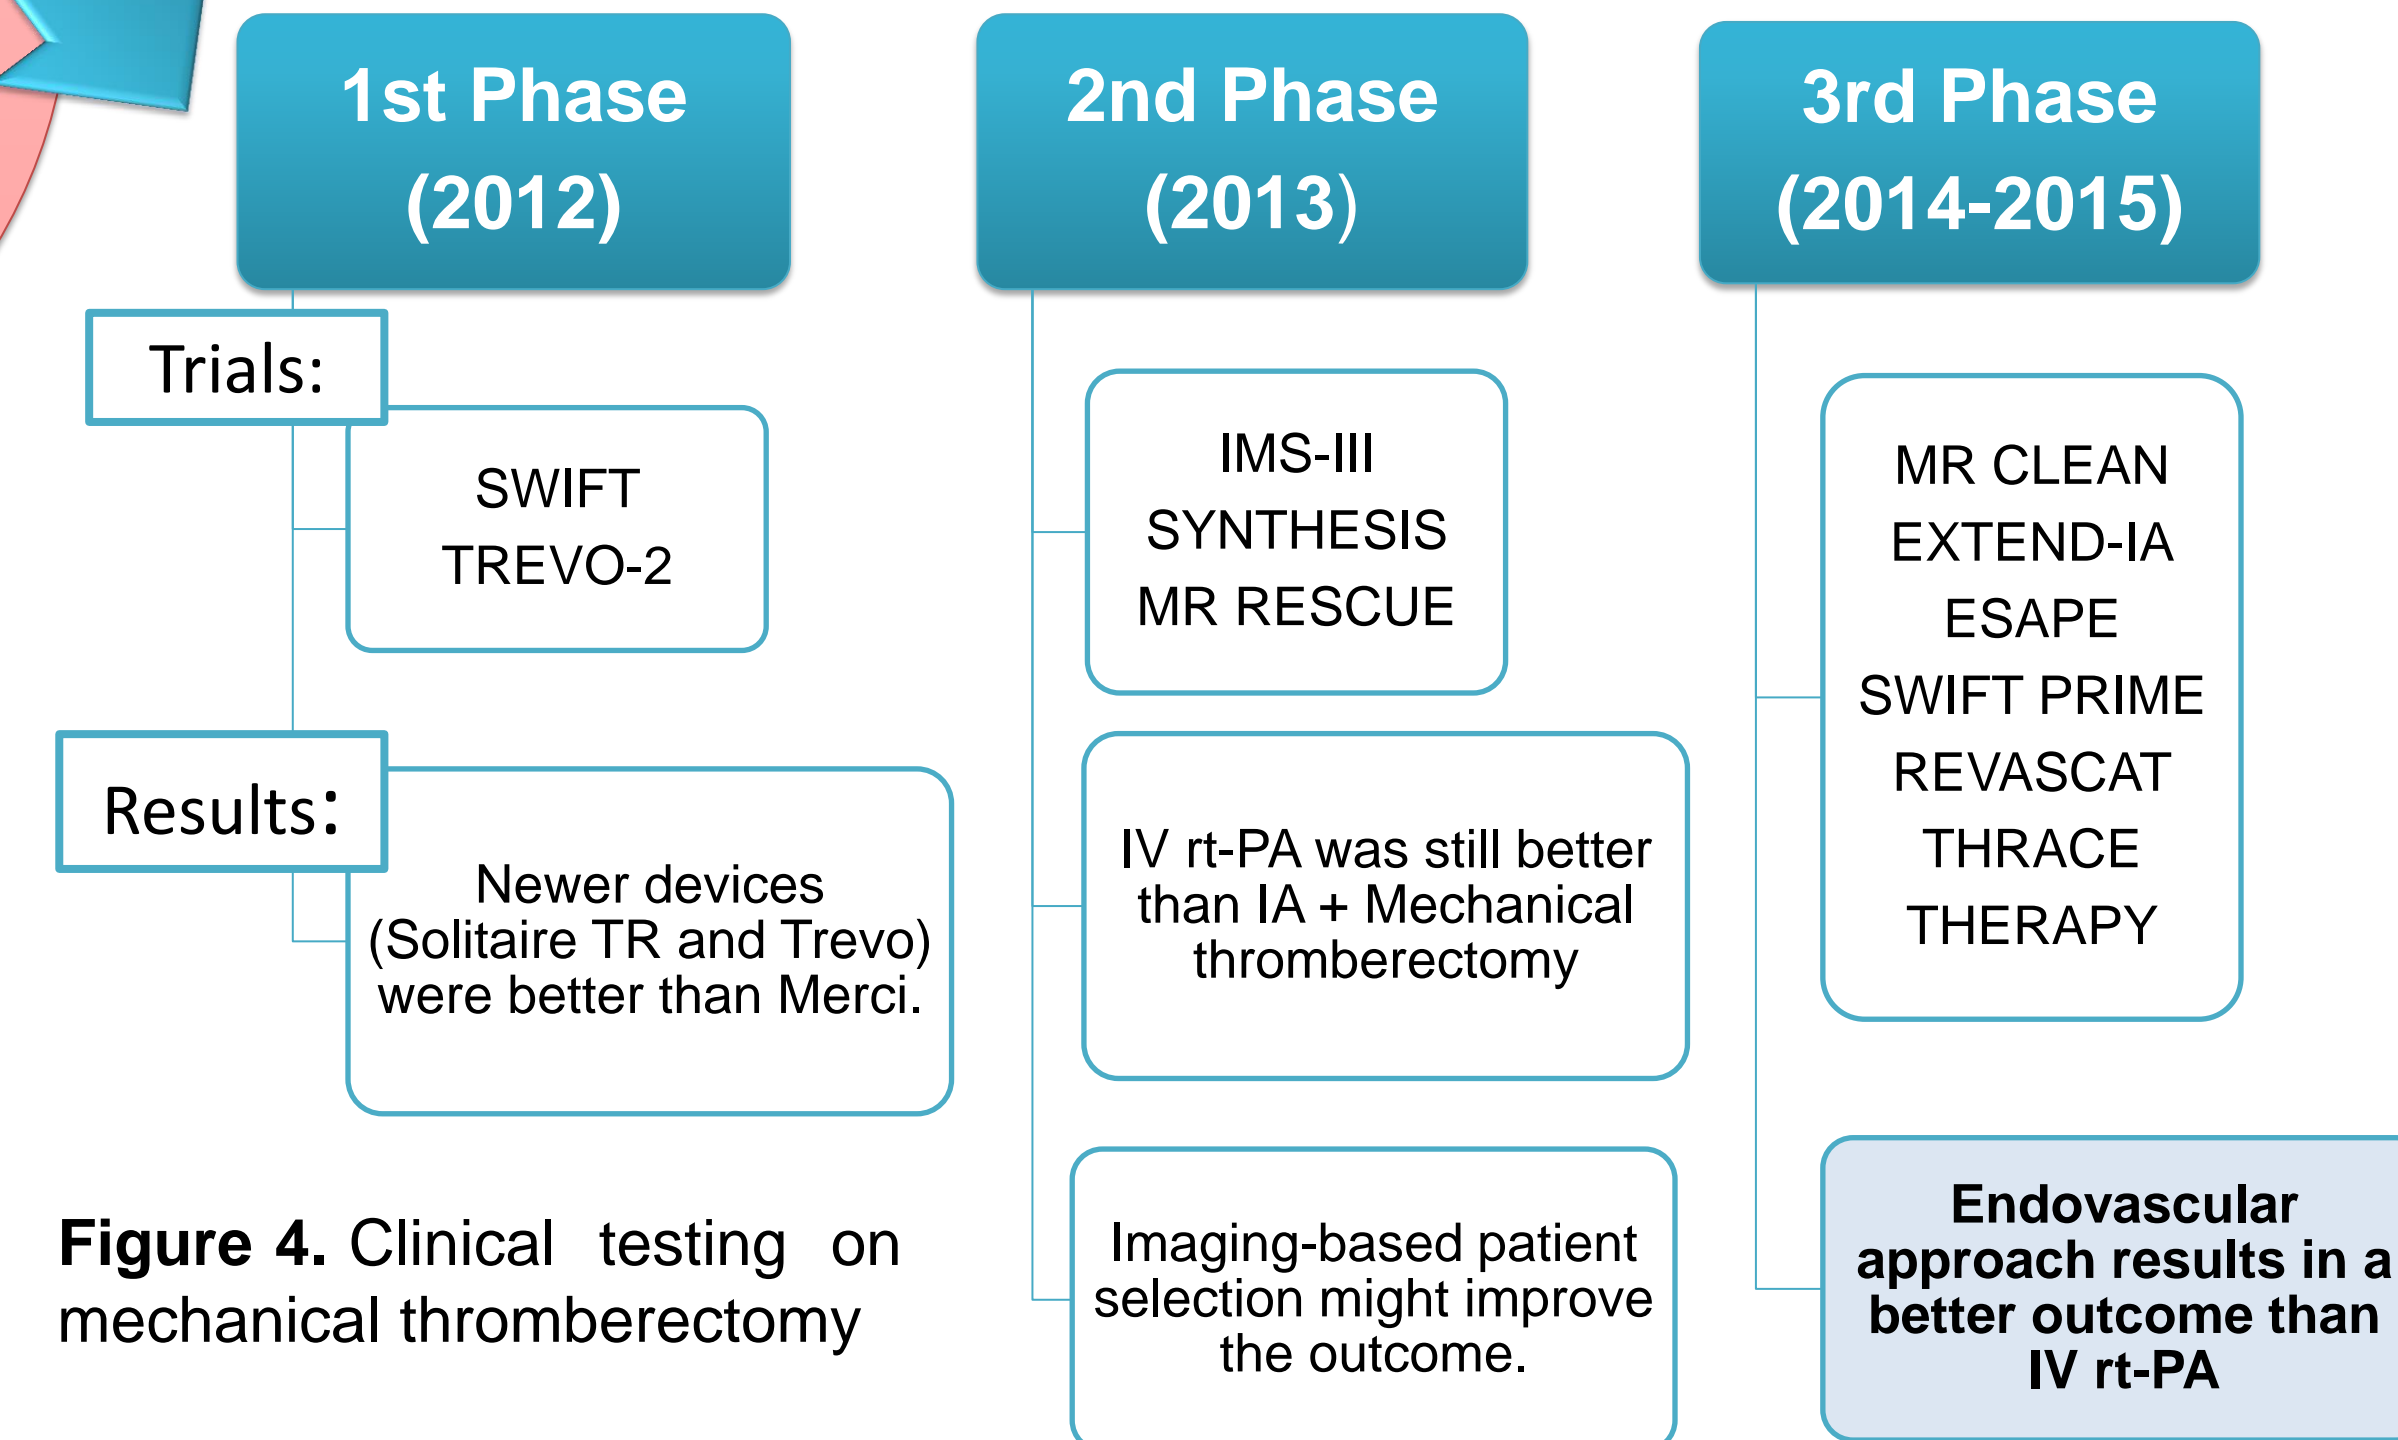 1st Phase
(2012)
Trials:
SWIFT
TREVO-2
Results:
Newer devices
(Solitaire TR and Trevo)
were better than Merci.
2nd Phase
(2013)
IMS-III
SYNTHESIS
MR RESCUE
IV rt-PA was still better
than IA + Mechanical
thromberectomy
Imaging-based patient
selection might improve
the outcome.
3rd Phase
(2014-2015)
MR CLEAN
EXTEND-IA
ESAPE
SWIFT PRIME
REVASCAT
THRACE
THERAPY
Endovascular
approach results in a
better outcome than
IV rt-PA
Figure 4. Clinical testing on
mechanical thromberectomy